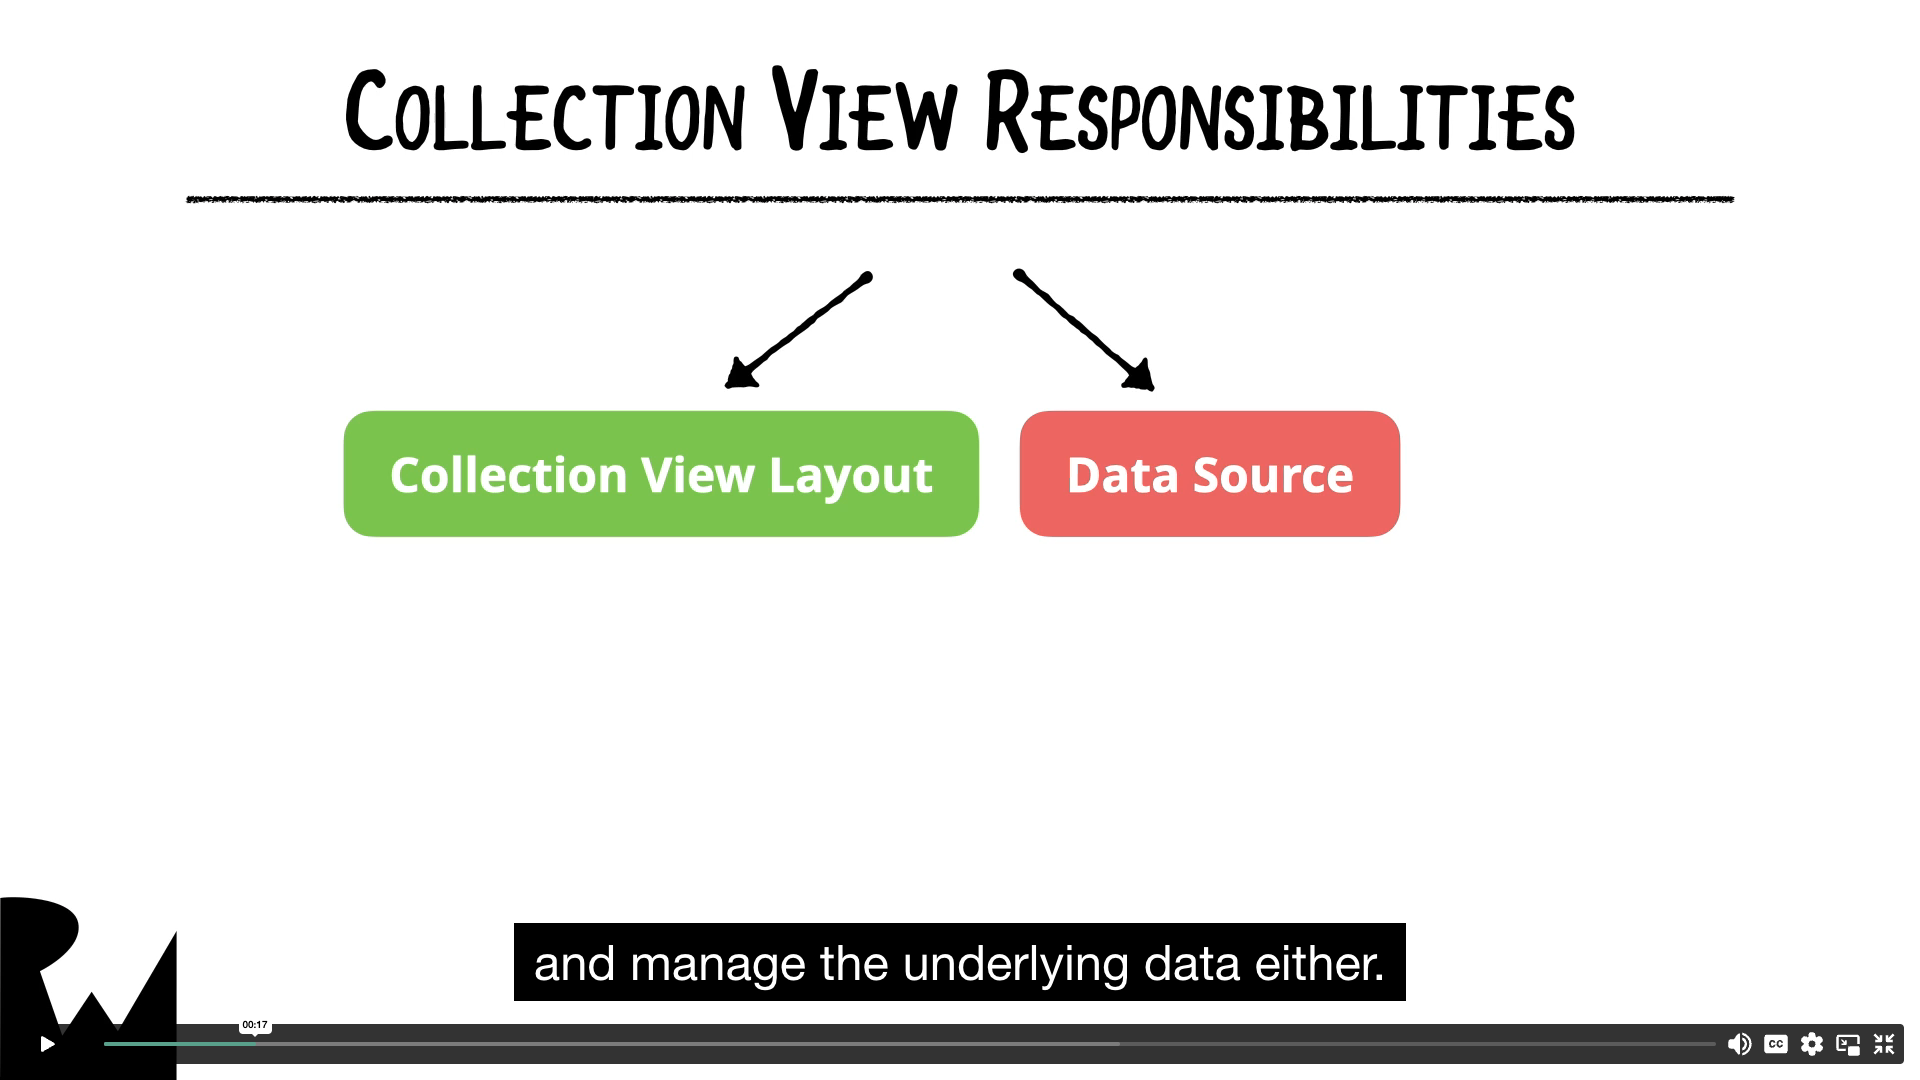 COLLECTION VIEW RESPONSIBILITIES
Collection View Layout
Data Source
and manage the underlying data either.
00:17
CC